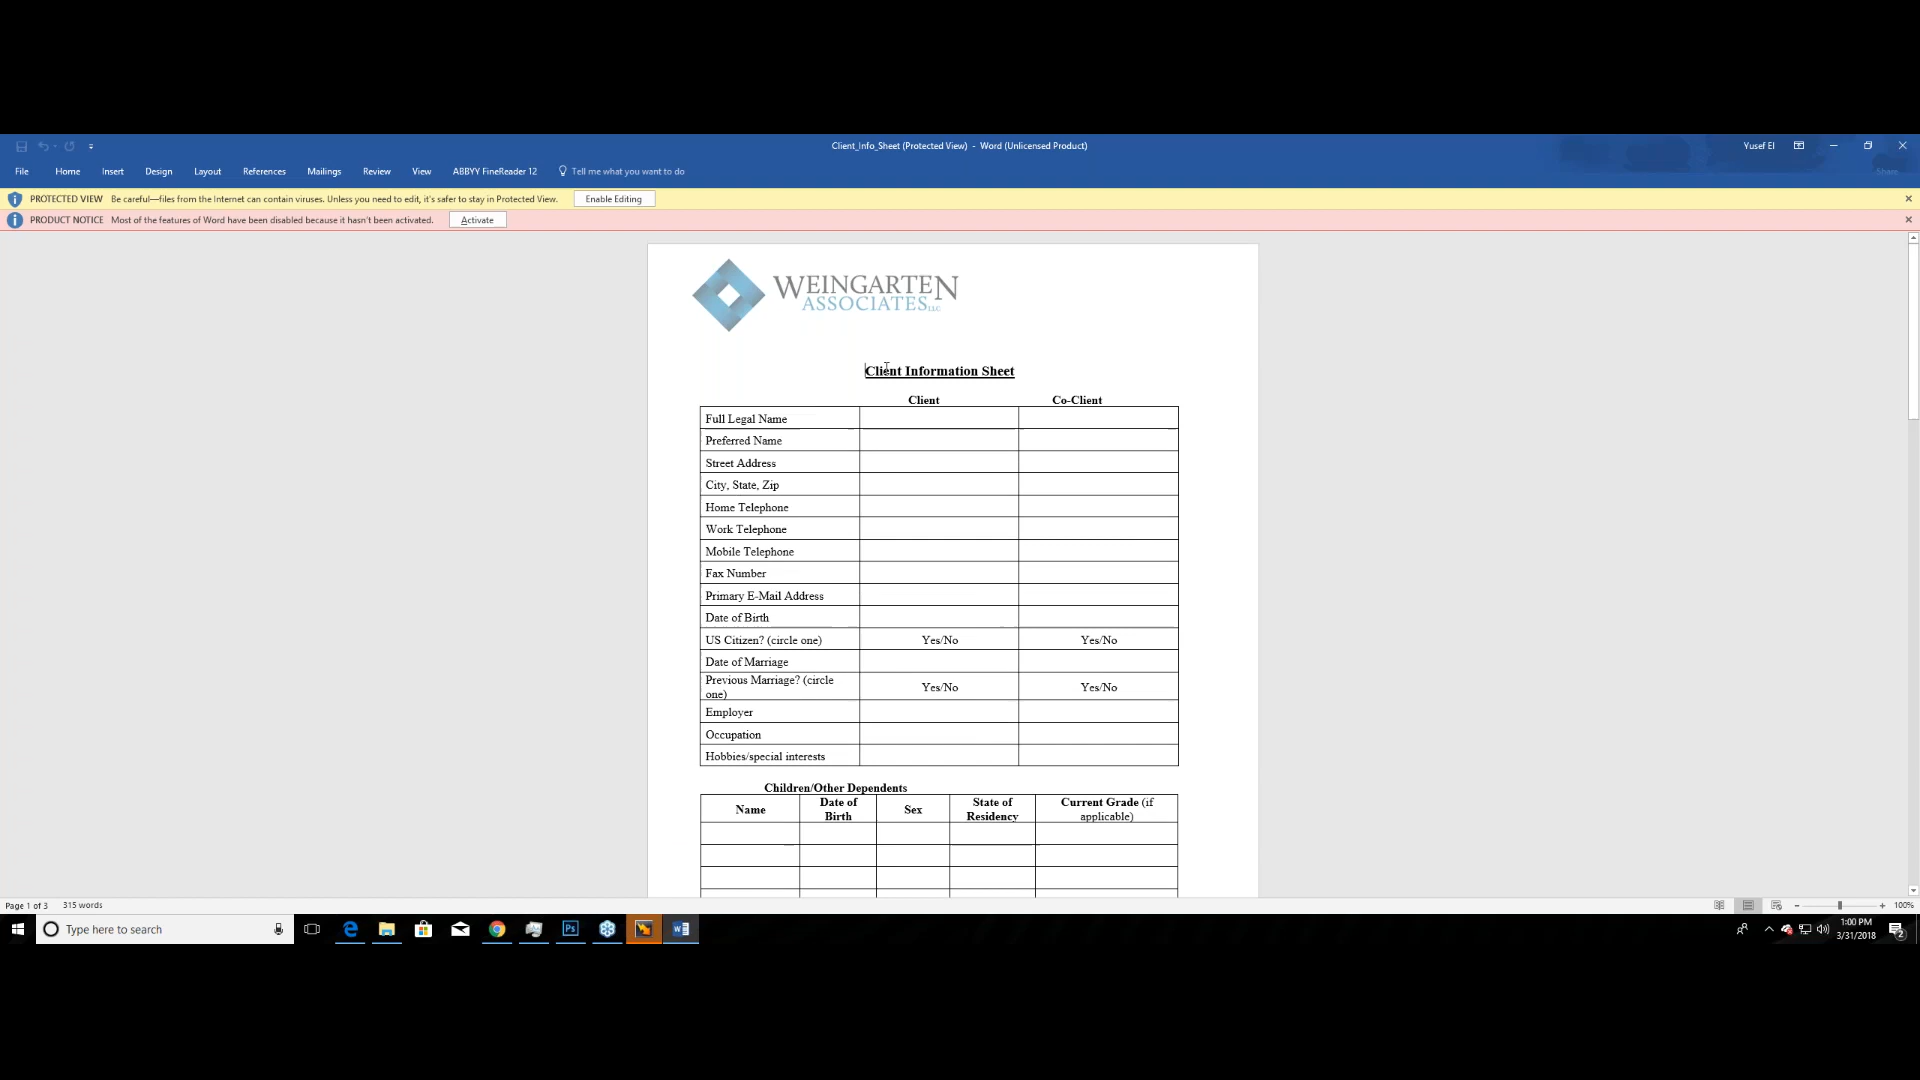 Client_Info_Sheet (Protected View) - Word (Unlicensed Product)
Yusef El
File Home Insert Design Layout References Mailings Review View ABBYY FineReader 12 Tell me what you want to do
Share
PROTECTED VIEW Be careful—files from the Internet can contain viruses. Unless you need to edit, it's safer to stay in Protected View. Enable Editing
PRODUCT NOTICE Most of the features of Word have been disabled because it hasn't been activated. Activate
WEINGARTEN
ASSOCIATES LLC
Client Information Sheet
Client Co-Client
Full Legal Name
Preferred Name
Street Address
City, State, Zip
Home Telephone
Work Telephone
Mobile Telephone
Fax Number
Primary E-Mail Address
Date of Birth
US Citizen? (circle one) Yes/No Yes/No
Date of Marriage
Previous Marriage? (circle
one) Yes/No Yes/No
Employer
Occupation
Hobbies/special interests
Children/Other Dependents
Name Date of Birth Sex State of Residency Current Grade (if applicable)
Page 1 of 3 315 words
100%
Type here to search
Ps
1:00 PM
3/31/2018
2